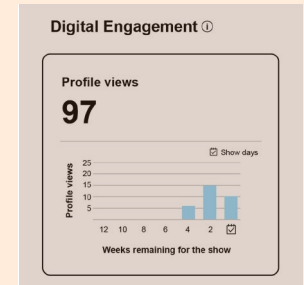 Digital Engagement ⓘ
Profile views
97
Show days
Profile views
25
20
15
10
5
12 10 8 6 4 2
Weeks remaining for the show